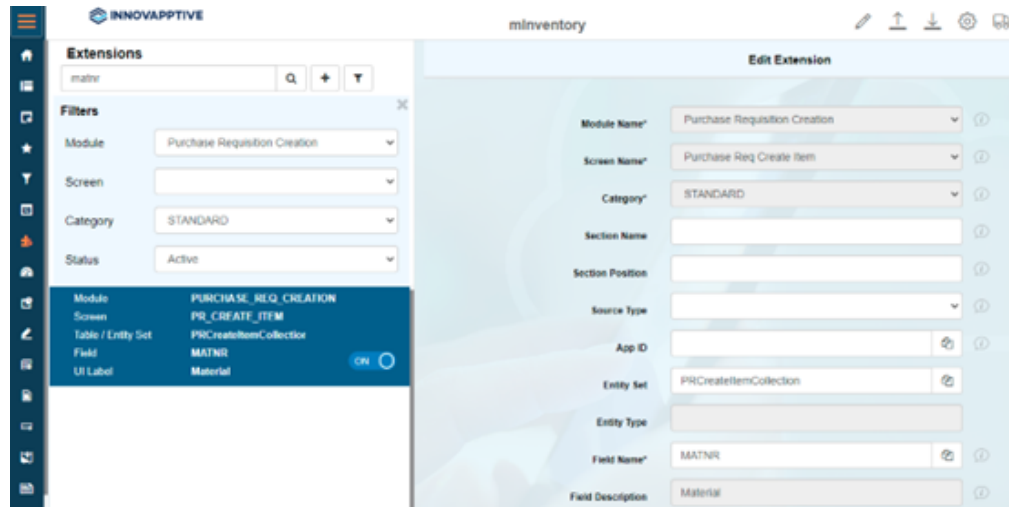 INNOVAPPTIVE
mInventory
Extensions
matnr
Filters
Module Purchase Requisition Creation
Screen
Category STANDARD
Status Active
Module PURCHASE_REQ_CREATION
Screen PR_CREATE_ITEM
Table / Entity Set PRCreateItemCollection
Field MATNR
ON
UI Label Material
Edit Extension
Module Name* Purchase Requisition Creation
Screen Name* Purchase Req Create Item
Category* STANDARD
Section Name
Section Position
Source Type
App ID
Entity Set PRCreateItemCollection
Entity Type
Field Name* MATNR
Field Description Material